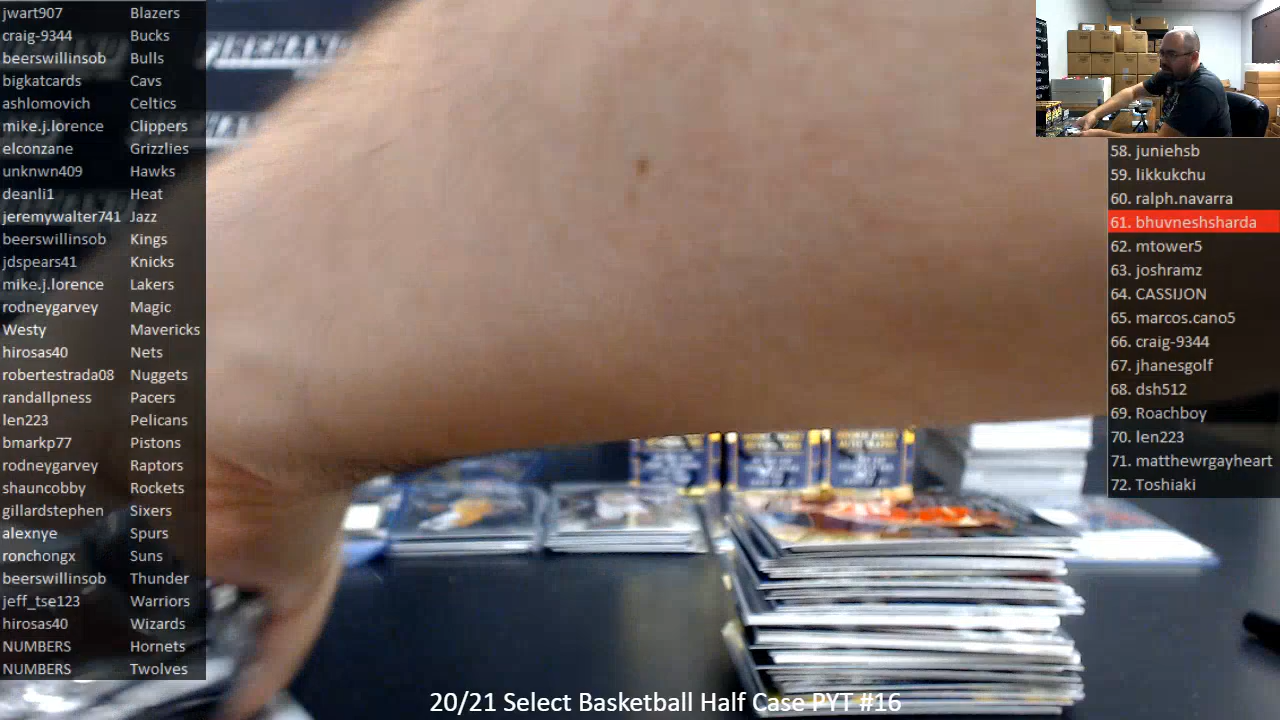 jwart907 Blazers
craig-9344 Bucks
beerswillinsob Bulls
bigkatcards Cavs
ashlomovich Celtics
mike.j.lorence Clippers
elconzane Grizzlies
unknwn409 Hawks
deanli1 Heat
jeremywalter741 Jazz
beerswillinsob Kings
jdspears41 Knicks
mike.j.lorence Lakers
rodneygarvey Magic
Westy Mavericks
hirosas40 Nets
robertestrada08 Nuggets
randallpness Pacers
len223 Pelicans
bmarkp77 Pistons
rodneygarvey Raptors
shauncobby Rockets
gillardstephen Sixers
alexnye Spurs
ronchongx Suns
beerswillinsob Thunder
jeff_tse123 Warriors
hirosas40 Wizards
NUMBERS Hornets
NUMBERS Twolves
58. juniehsb
59. likkukchu
60. ralph.navarra
61. bhuvneshsharda
62. mtower5
63. joshramz
64. CASSIJON
65. marcos.cano5
66. craig-9344
67. jhanesgolf
68. dsh512
69. Roachboy
70. len223
71. matthewrgayheart
72. Toshiaki
20/21 Select Basketball Half Case PYT #16